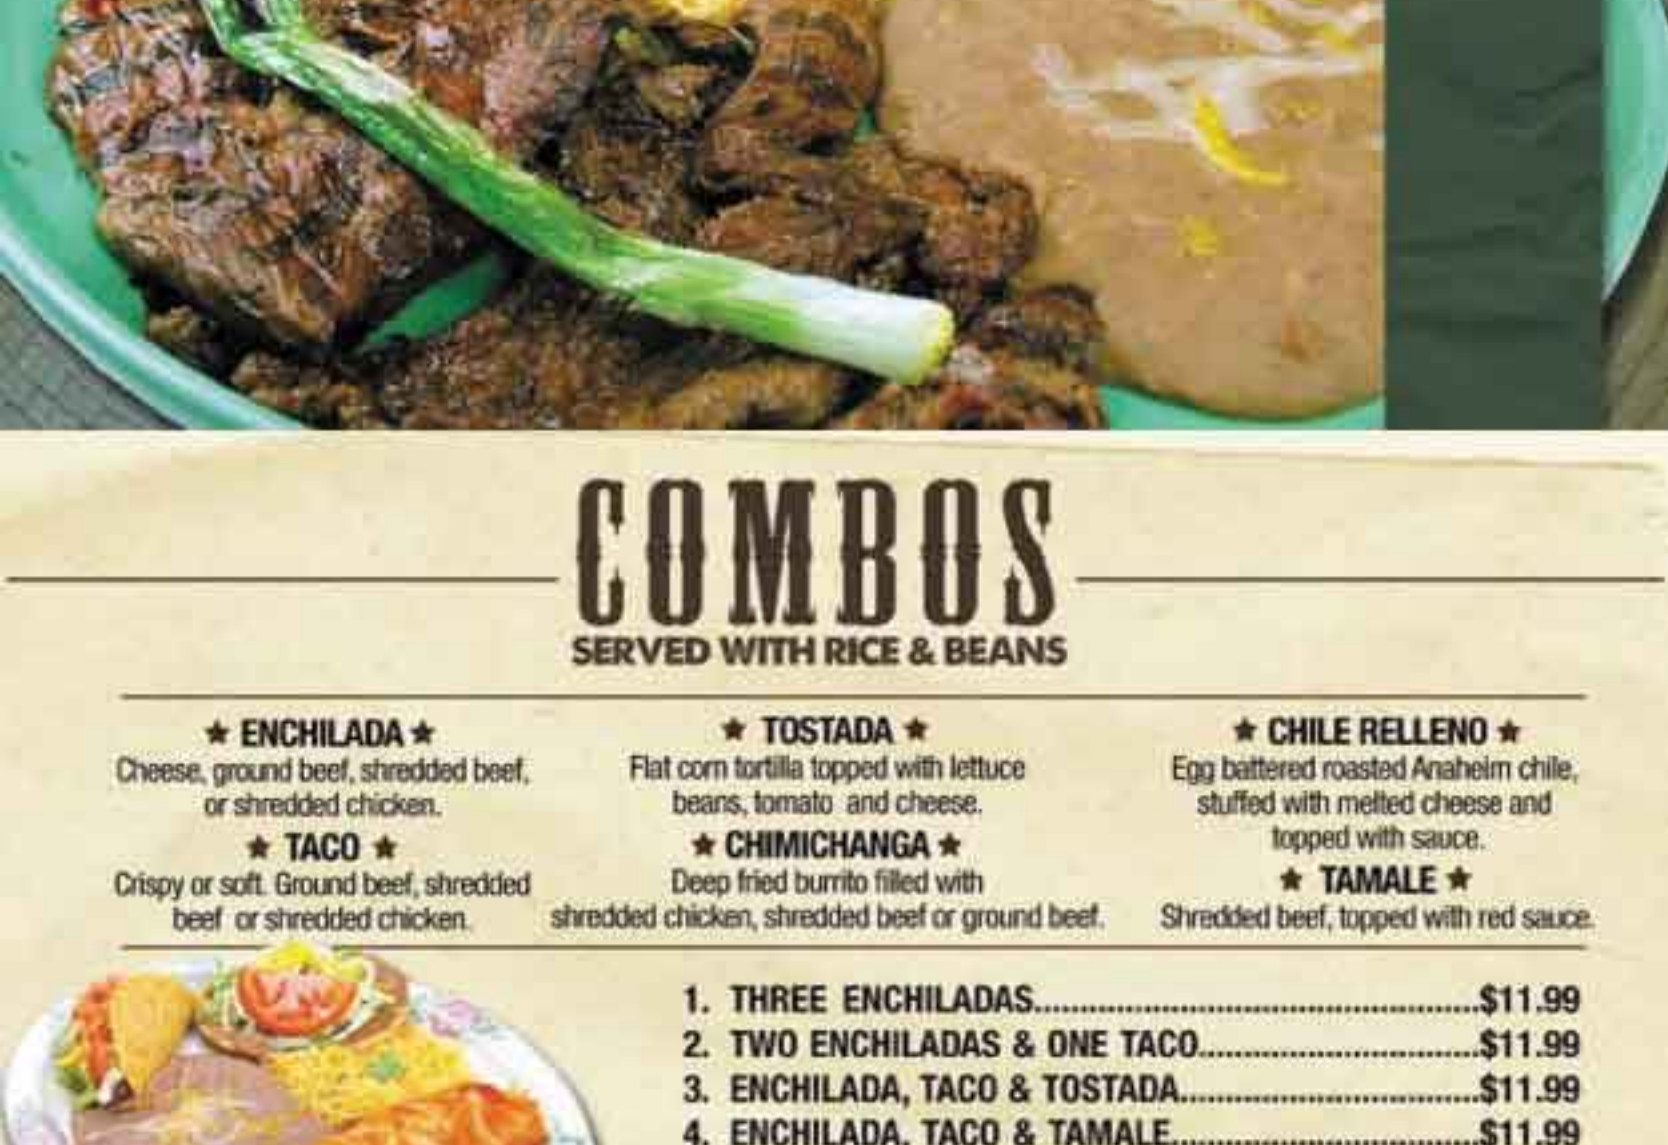 COMBOS
SERVED WITH RICE & BEANS
★ ENCHILADA ★
Cheese, ground beef, shredded beef,
or shredded chicken.
★ TACO ★
Crispy or soft. Ground beef, shredded
beef or shredded chicken.
★ TOSTADA ★
Flat corn tortilla topped with lettuce
beans, tomato and cheese.
★ CHIMICHANGA ★
Deep fried burrito filled with
shredded chicken, shredded beef or ground beef.
★ CHILE RELLENO ★
Egg battered roasted Anaheim chile,
stuffed with melted cheese and
topped with sauce.
★ TAMALE ★
Shredded beef, topped with red sauce.
1. THREE ENCHILADAS..........$11.99
2. TWO ENCHILADAS & ONE TACO..........$11.99
3. ENCHILADA, TACO & TOSTADA..........$11.99
4. ENCHILADA, TACO & TAMALE..........$11.99